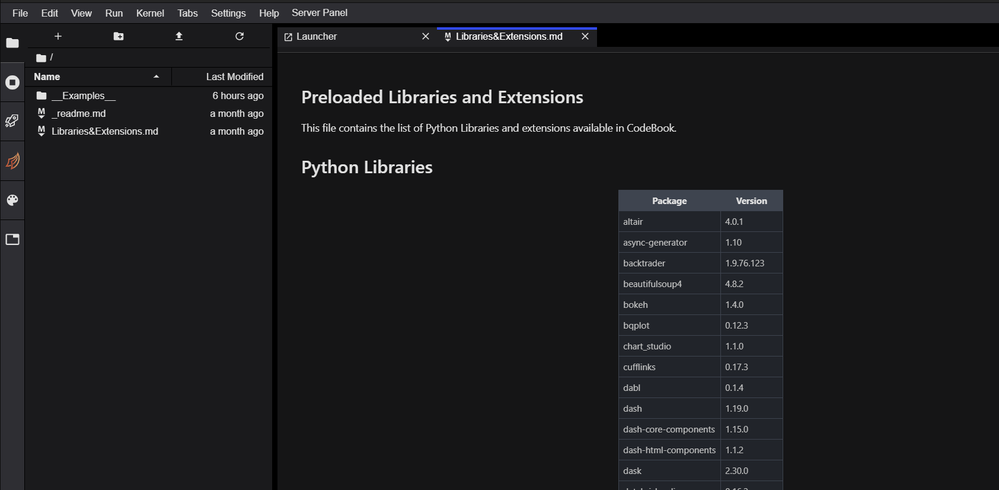 File Edit View Run Kernel Tabs Settings Help Server Panel
Launcher
Libraries&Extensions.md
/
Name Last Modified
__Examples__ 6 hours ago
_readme.md a month ago
Libraries&Extensions.md a month ago
Preloaded Libraries and Extensions
This file contains the list of Python Libraries and extensions available in CodeBook.
Python Libraries
Package Version
altair 4.0.1
async-generator 1.10
backtrader 1.9.76.123
beautifulsoup4 4.8.2
bokeh 1.4.0
bqplot 0.12.3
chart_studio 1.1.0
cufflinks 0.17.3
dabl 0.1.4
dash 1.19.0
dash-core-components 1.15.0
dash-html-components 1.1.2
dask 2.30.0